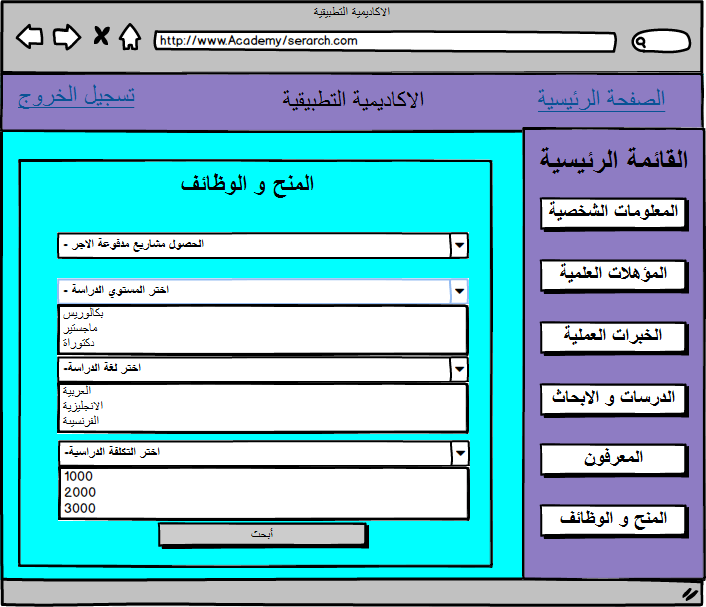 الاكاديمية التطبيقية
http://www.Academy/serarch.com
الصفحة الرئيسية
الاكاديمية التطبيقية
تسجيل الخروج
القائمة الرئيسية
المعلومات الشخصية
المؤهلات العلمية
الخبرات العملية
الدرسات و الابحاث
المعرفون
المنح و الوظائف
المنح و الوظائف
الحصول مشاريع مدفوعة الاجر -
اختر المستوي الدراسة -
بكالوريس
ماجستير
دكتوراة
اختر لغة الدراسة-
العربية
الانجليزية
الفرنسيية
اختر التكلفة الدراسية-
1000
2000
3000
أبحث